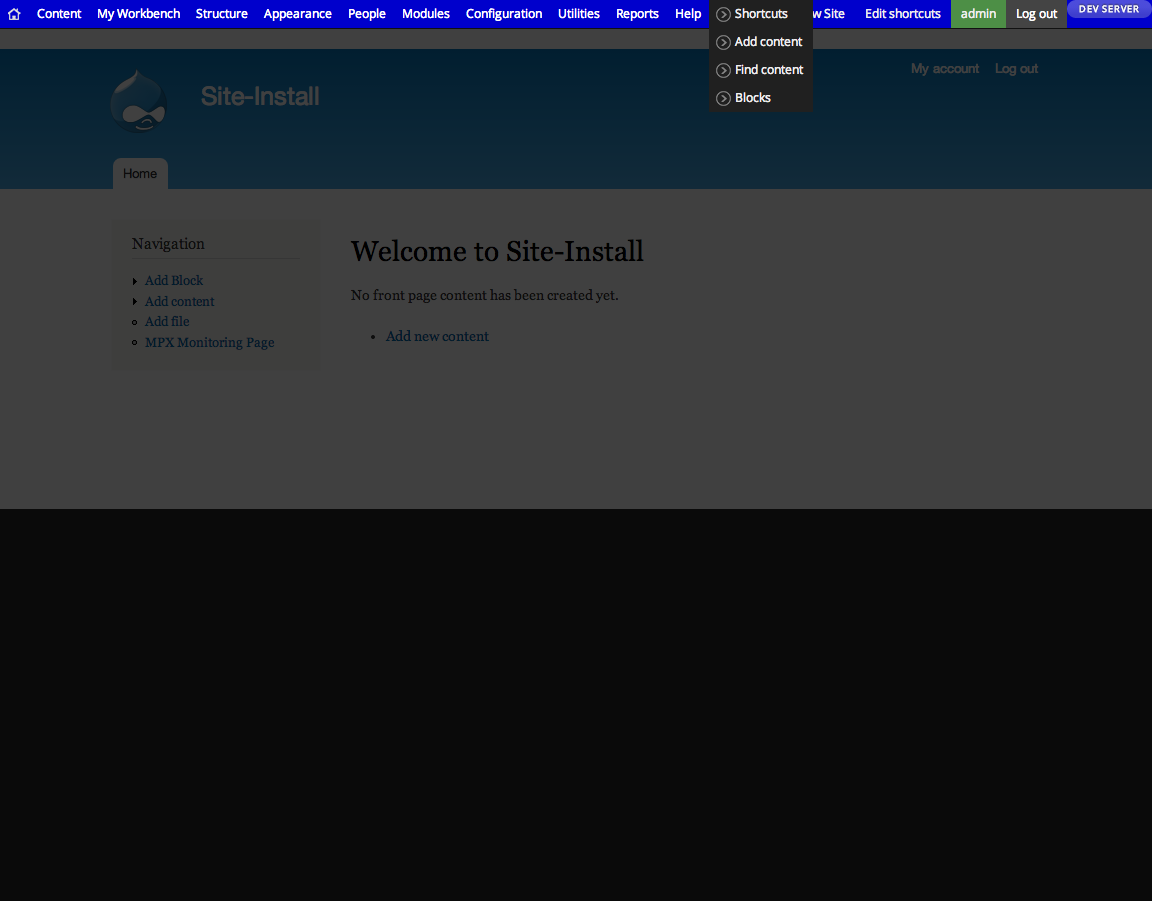 Content My Workbench Structure Appearance People Modules Configuration Utilities Reports Help Shortcuts w Site Edit shortcuts admin Log out DEV SERVER
Add content
Find content
Blocks
My account Log out
Site-Install
Home
Navigation
Add Block
Add content
Add file
MPX Monitoring Page
Welcome to Site-Install
No front page content has been created yet.
Add new content